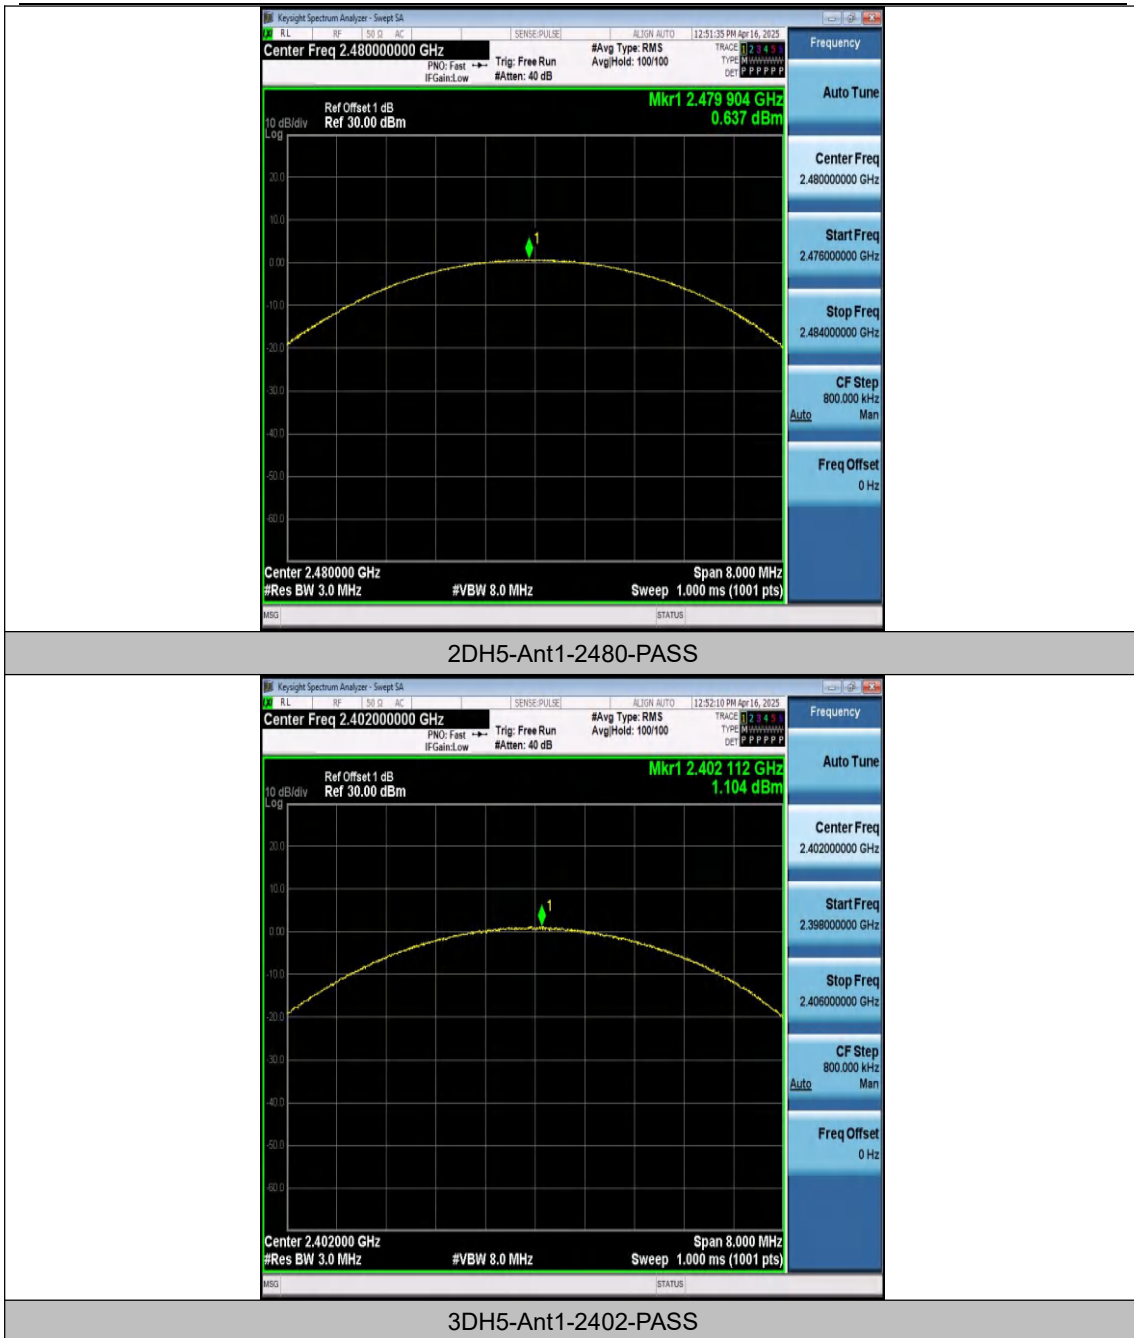 Keysight Spectrum Analyzer - Swept SA
RL RF 50 Ω AC SENSE:PULSE ALIGN AUTO 12:51:35 PM Apr 16, 2025
Center Freq 2.480000000 GHz #Avg Type: RMS TRACE 1 2 3 4 5 6 Frequency
PNO: Fast Trig: Free Run Avg|Hold: 100/100 TYPE M WWWWW
IFGain:Low #Atten: 40 dB DET P P P P P P
Auto Tune
Mkr1 2.479 904 GHz
Ref Offset 1 dB
0.637 dBm
10 dB/div Ref 30.00 dBm
Log
Center Freq
2.480000000 GHz
20.0
10.0
Start Freq
2.476000000 GHz
1
0.00
Stop Freq
2.484000000 GHz
-10.0
-20.0
CF Step
800.000 kHz
Auto Man
-30.0
-40.0
Freq Offset
0 Hz
-50.0
-60.0
Center 2.480000 GHz Span 8.000 MHz
#Res BW 3.0 MHz #VBW 8.0 MHz Sweep 1.000 ms (1001 pts)
MSG STATUS
2DH5-Ant1-2480-PASS
Keysight Spectrum Analyzer - Swept SA
RL RF 50 Ω AC SENSE:PULSE ALIGN AUTO 12:52:10 PM Apr 16, 2025
Center Freq 2.402000000 GHz #Avg Type: RMS TRACE 1 2 3 4 5 6 Frequency
PNO: Fast Trig: Free Run Avg|Hold: 100/100 TYPE M WWWWW
IFGain:Low #Atten: 40 dB DET P P P P P P
Auto Tune
Mkr1 2.402 112 GHz
Ref Offset 1 dB
1.104 dBm
10 dB/div Ref 30.00 dBm
Log
Center Freq
2.402000000 GHz
20.0
10.0
Start Freq
2.398000000 GHz
1
0.00
Stop Freq
2.406000000 GHz
-10.0
-20.0
CF Step
800.000 kHz
Auto Man
-30.0
-40.0
Freq Offset
0 Hz
-50.0
-60.0
Center 2.402000 GHz Span 8.000 MHz
#Res BW 3.0 MHz #VBW 8.0 MHz Sweep 1.000 ms (1001 pts)
MSG STATUS
3DH5-Ant1-2402-PASS